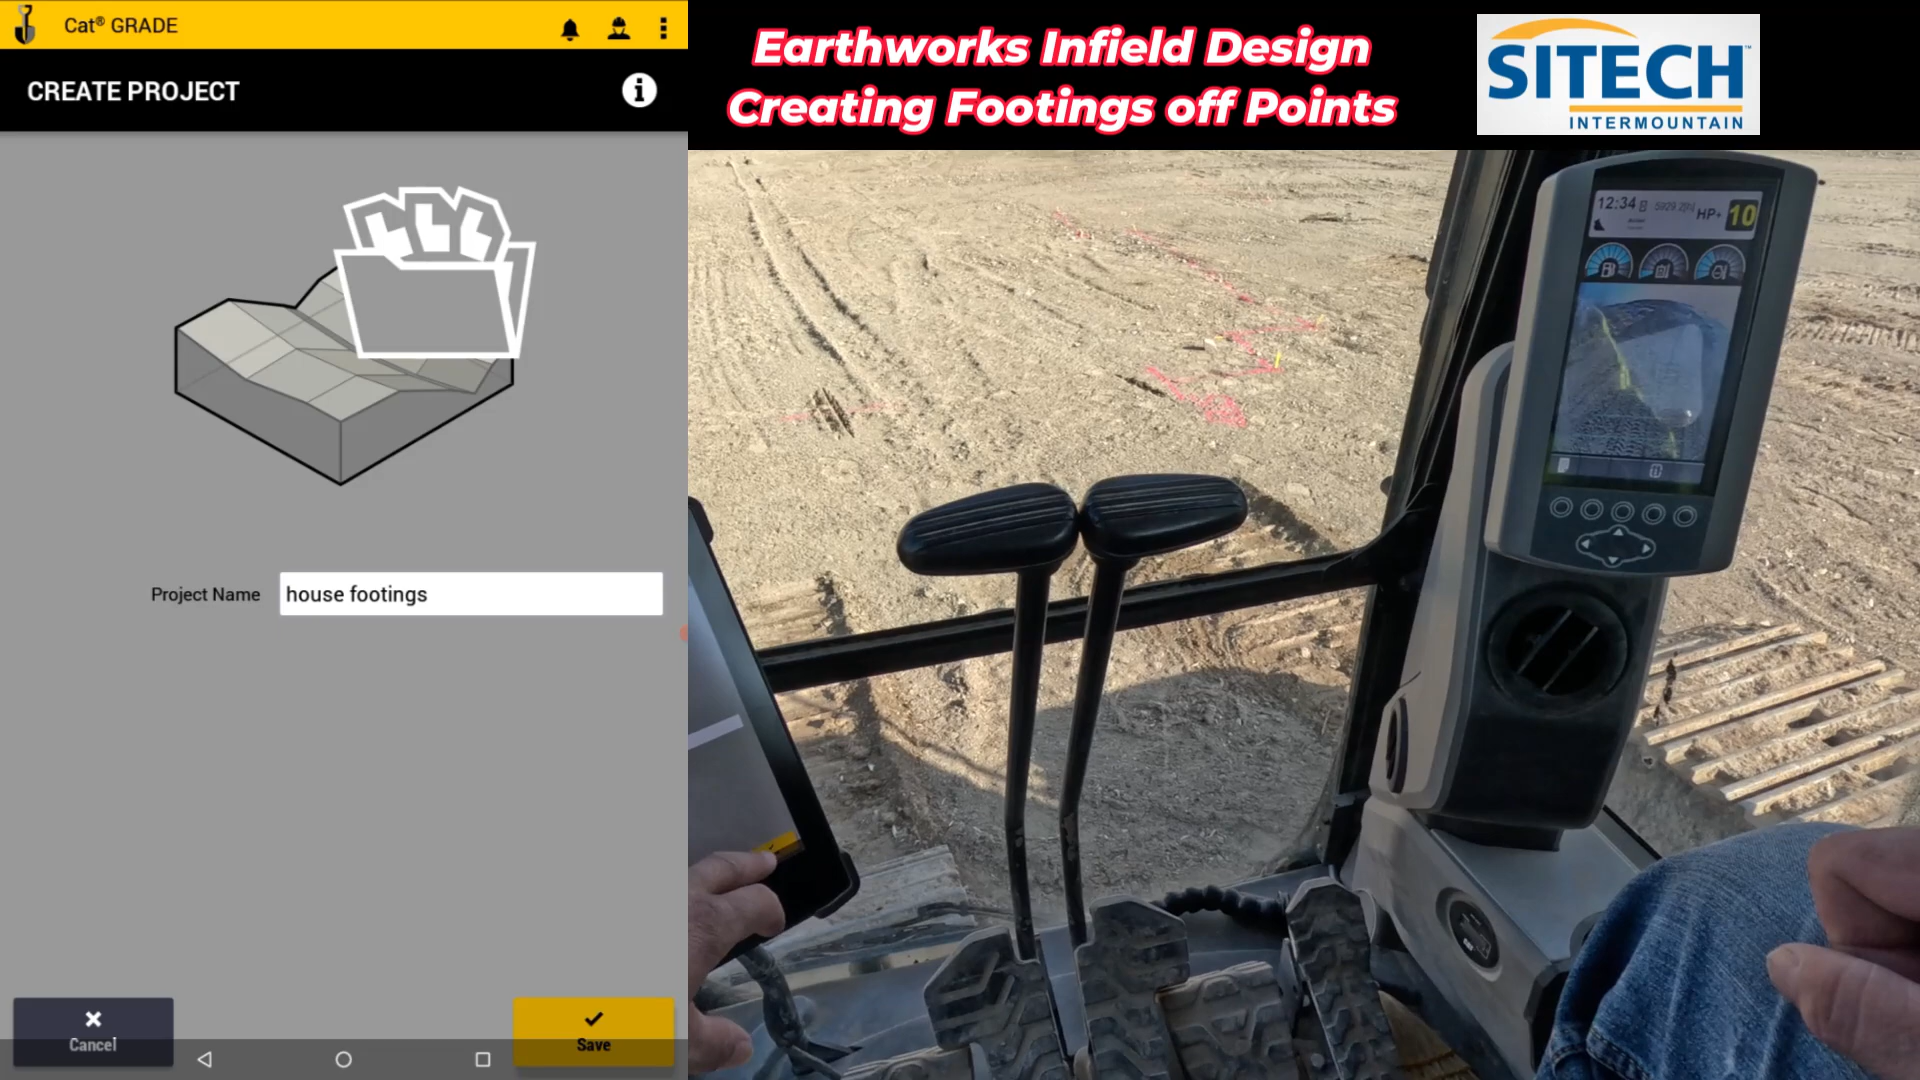 Cat® GRADE
CREATE PROJECT
Project Name
house footings
Cancel
Save
Earthworks Infield Design
Creating Footings off Points
SITECH™
INTERMOUNTAIN
12:34
HP+
10